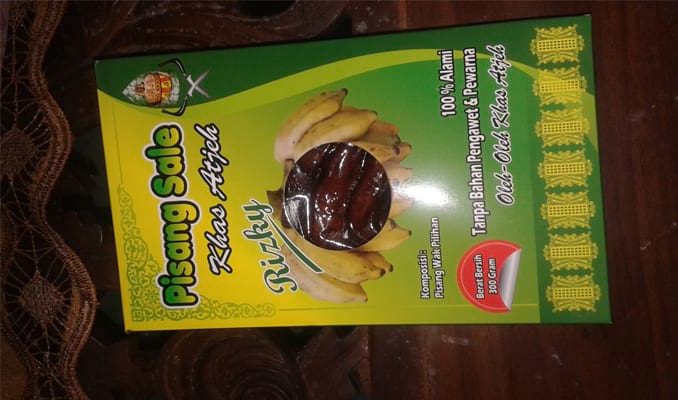 Pisang Sale
Khas Atjeh
Rizky
Komposisi :
Pisang Wak Pilihan
100 % Alami
Tanpa Bahan Pengawet & Pewarna
Oleh-Oleh Khas Atjeh
Berat Bersih
300 Gram